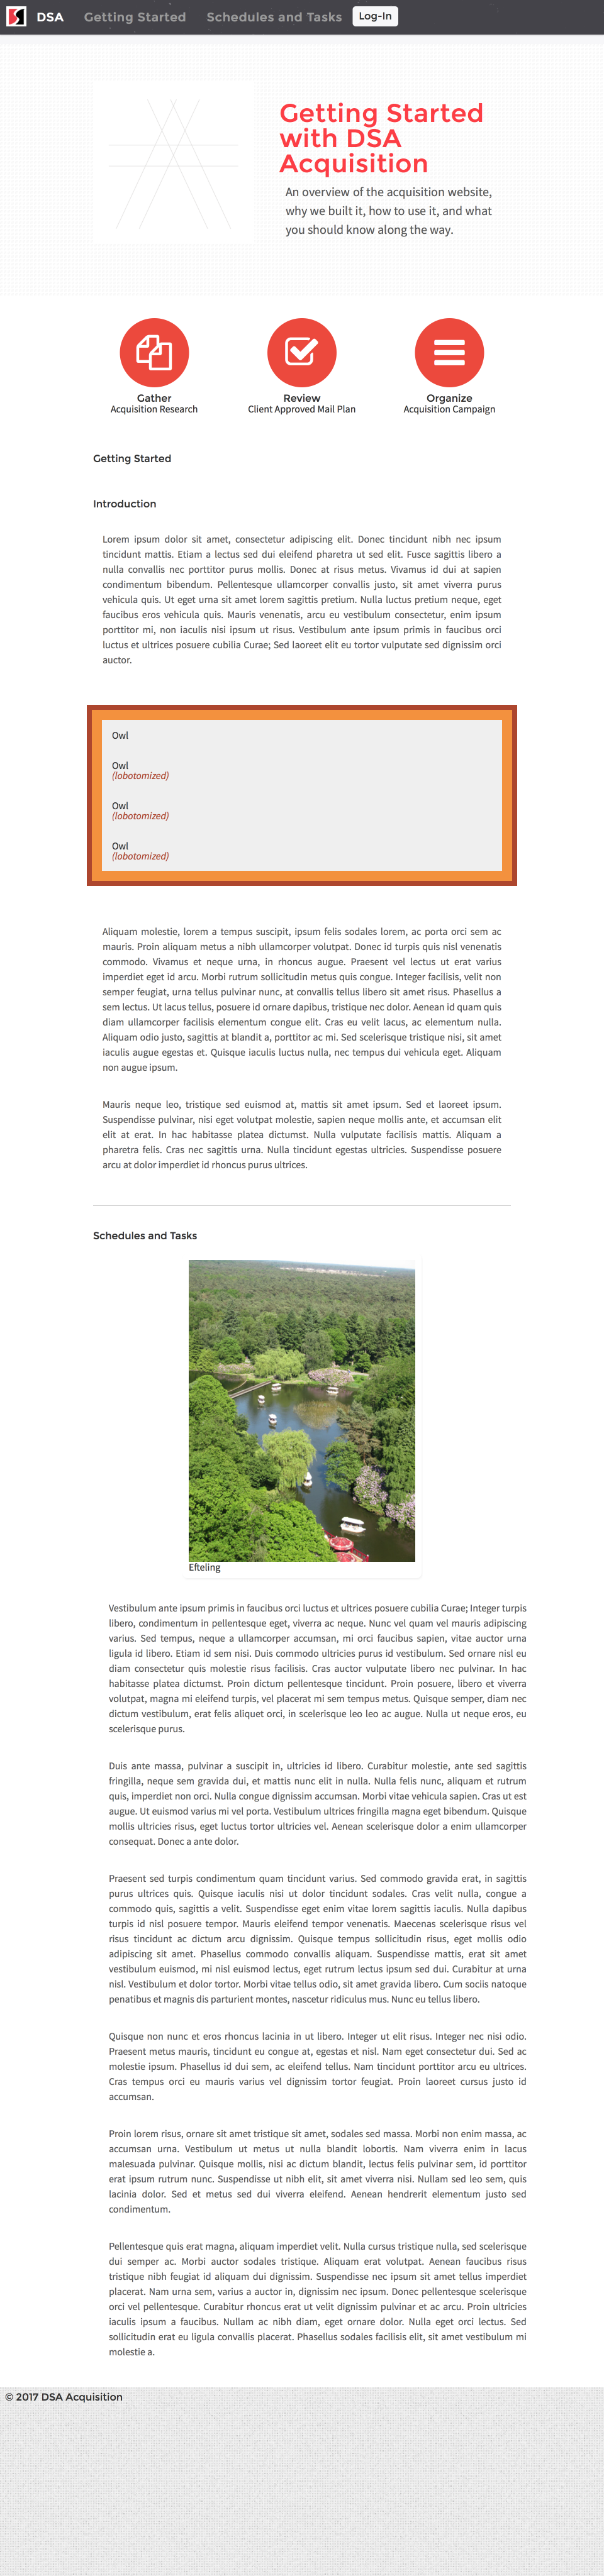 DSA Getting Started Schedules and Tasks Log-In
Getting Started
with DSA
Acquisition
An overview of the acquisition website,
why we built it, how to use it, and what
you should know along the way.
Gather
Acquisition Research
Review
Client Approved Mail Plan
Organize
Acquisition Campaign
Getting Started
Introduction
Lorem ipsum dolor sit amet, consectetur adipiscing elit. Donec tincidunt nibh nec ipsum
tincidunt mattis. Etiam a lectus sed dui eleifend pharetra ut sed elit. Fusce sagittis libero a
nulla convallis nec porttitor purus mollis. Donec at risus metus. Vivamus id dui at sapien
condimentum bibendum. Pellentesque ullamcorper convallis justo, sit amet viverra purus
vehicula quis. Ut eget urna sit amet lorem sagittis pretium. Nulla luctus pretium neque, eget
faucibus eros vehicula quis. Mauris venenatis, arcu eu vestibulum consectetur, enim ipsum
porttitor mi, non iaculis nisi ipsum ut risus. Vestibulum ante ipsum primis in faucibus orci
luctus et ultrices posuere cubilia Curae; Sed laoreet elit eu tortor vulputate sed dignissim orci
auctor.
Owl
Owl
(lobotomized)
Owl
(lobotomized)
Owl
(lobotomized)
Aliquam molestie, lorem a tempus suscipit, ipsum felis sodales lorem, ac porta orci sem ac
mauris. Proin aliquam metus a nibh ullamcorper volutpat. Donec id turpis quis nisl venenatis
commodo. Vivamus et neque urna, in rhoncus augue. Praesent vel lectus ut erat varius
imperdiet eget id arcu. Morbi rutrum sollicitudin metus quis congue. Integer facilisis, velit non
semper feugiat, urna tellus pulvinar nunc, at convallis tellus libero sit amet risus. Phasellus a
sem lectus. Ut lacus tellus, posuere id ornare dapibus, tristique nec dolor. Aenean id quam quis
diam ullamcorper facilisis elementum congue elit. Cras eu velit lacus, ac elementum nulla.
Aliquam odio justo, sagittis at blandit a, porttitor ac mi. Sed scelerisque tristique nisi, sit amet
iaculis augue egestas et. Quisque iaculis luctus nulla, nec tempus dui vehicula eget. Aliquam
non augue ipsum.
Mauris neque leo, tristique sed euismod at, mattis sit amet ipsum. Sed et laoreet ipsum.
Suspendisse pulvinar, nisi eget volutpat molestie, sapien neque mollis ante, et accumsan elit
elit at erat. In hac habitasse platea dictumst. Nulla vulputate facilisis mattis. Aliquam a
pharetra felis. Cras nec sagittis urna. Nulla tincidunt egestas ultricies. Suspendisse posuere
arcu at dolor imperdiet id rhoncus purus ultrices.
Schedules and Tasks
Efteling
Vestibulum ante ipsum primis in faucibus orci luctus et ultrices posuere cubilia Curae; Integer turpis
libero, condimentum in pellentesque eget, viverra ac neque. Nunc vel quam vel mauris adipiscing
varius. Sed tempus, neque a ullamcorper accumsan, mi orci faucibus sapien, vitae auctor urna
ligula id libero. Etiam id sem nisi. Duis commodo ultricies purus id vestibulum. Sed ornare nisl eu
diam consectetur quis molestie risus facilisis. Cras auctor vulputate libero nec pulvinar. In hac
habitasse platea dictumst. Proin dictum pellentesque tincidunt. Proin posuere, libero et viverra
volutpat, magna mi eleifend turpis, vel placerat mi sem tempus metus. Quisque semper, diam nec
dictum vestibulum, erat felis aliquet orci, in scelerisque leo leo ac augue. Nulla ut neque eros, eu
scelerisque purus.
Duis ante massa, pulvinar a suscipit in, ultricies id libero. Curabitur molestie, ante sed sagittis
fringilla, neque sem gravida dui, et mattis nunc elit in nulla. Nulla felis nunc, aliquam et rutrum
quis, imperdiet non orci. Nulla congue dignissim accumsan. Morbi vitae vehicula sapien. Cras ut est
augue. Ut euismod varius mi vel porta. Vestibulum ultrices fringilla magna eget bibendum. Quisque
mollis ultricies risus, eget luctus tortor ultricies vel. Aenean scelerisque dolor a enim ullamcorper
consequat. Donec a ante dolor.
Praesent sed turpis condimentum quam tincidunt varius. Sed commodo gravida erat, in sagittis
purus ultrices quis. Quisque iaculis nisi ut dolor tincidunt sodales. Cras velit nulla, congue a
commodo quis, sagittis a velit. Suspendisse eget enim vitae lorem sagittis iaculis. Nulla dapibus
turpis id nisl posuere tempor. Mauris eleifend tempor venenatis. Maecenas scelerisque risus vel
risus tincidunt ac dictum arcu dignissim. Quisque tempus sollicitudin risus, eget mollis odio
adipiscing sit amet. Phasellus commodo convallis aliquam. Suspendisse mattis, erat sit amet
vestibulum euismod, mi nisl euismod lectus, eget rutrum lectus ipsum sed dui. Curabitur at urna
nisl. Vestibulum et dolor tortor. Morbi vitae tellus odio, sit amet gravida libero. Cum sociis natoque
penatibus et magnis dis parturient montes, nascetur ridiculus mus. Nunc eu tellus libero.
Quisque non nunc et eros rhoncus lacinia in ut libero. Integer ut elit risus. Integer nec nisi odio.
Praesent metus mauris, tincidunt eu congue at, egestas et nisl. Nam eget consectetur dui. Sed ac
molestie ipsum. Phasellus id dui sem, ac eleifend tellus. Nam tincidunt porttitor arcu eu ultrices.
Cras tempus orci eu mauris varius vel dignissim tortor feugiat. Proin laoreet cursus justo id
accumsan.
Proin lorem risus, ornare sit amet tristique sit amet, sodales sed massa. Morbi non enim massa, ac
accumsan urna. Vestibulum ut metus ut nulla blandit lobortis. Nam viverra enim in lacus
malesuada pulvinar. Quisque mollis, nisi ac dictum blandit, lectus felis pulvinar sem, id porttitor
erat ipsum rutrum nunc. Suspendisse ut nibh elit, sit amet viverra nisi. Nullam sed leo sem, quis
lacinia dolor. Sed et metus sed dui viverra eleifend. Aenean hendrerit elementum justo sed
condimentum.
Pellentesque quis erat magna, aliquam imperdiet velit. Nulla cursus tristique nulla, sed scelerisque
dui semper ac. Morbi auctor sodales tristique. Aliquam erat volutpat. Aenean faucibus risus
tristique nibh feugiat id aliquam dui dignissim. Suspendisse nec ipsum sit amet tellus imperdiet
placerat. Nam urna sem, varius a auctor in, dignissim nec ipsum. Donec pellentesque scelerisque
orci vel pellentesque. Curabitur rhoncus erat ut velit dignissim pulvinar et ac arcu. Proin ultricies
iaculis ipsum a faucibus. Nullam ac nibh diam, eget ornare dolor. Nulla eget orci lectus. Sed
sollicitudin erat eu ligula convallis placerat. Phasellus sodales facilisis elit, sit amet vestibulum mi
molestie a.
© 2017 DSA Acquisition